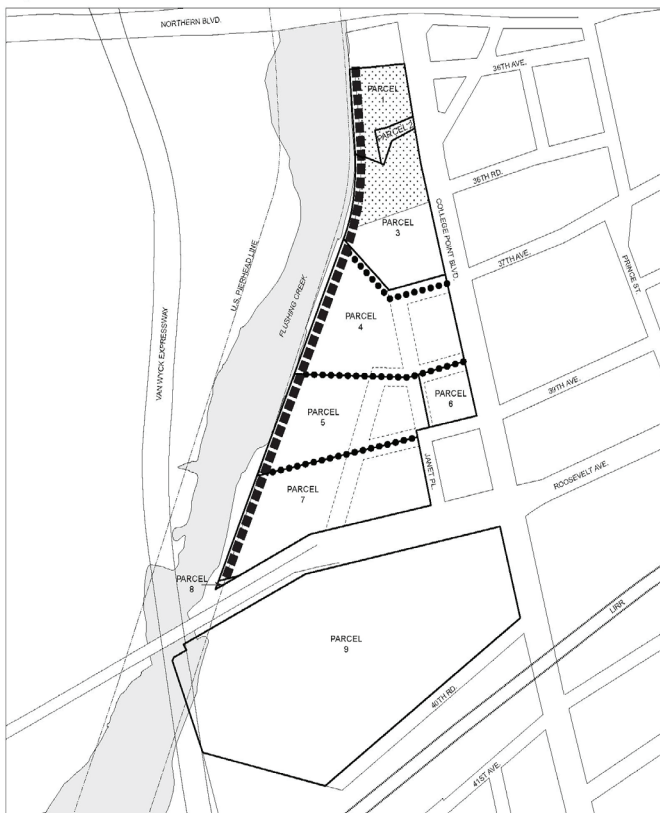 NORTHERN BLVD.
36TH AVE.
PARCEL
1
PARCEL 2
36TH RD.
PARCEL
3
COLLEGE POINT BLVD.
37TH AVE.
PRINCE ST.
U.S. PIERHEAD LINE
FLUSHING CREEK
VAN WYCK EXPRESSWAY
PARCEL
4
39TH AVE.
PARCEL
5
PARCEL
6
JANET PL.
ROOSEVELT AVE.
PARCEL
7
PARCEL
8
PARCEL
9
LIRR
40TH RD.
41ST AVE.